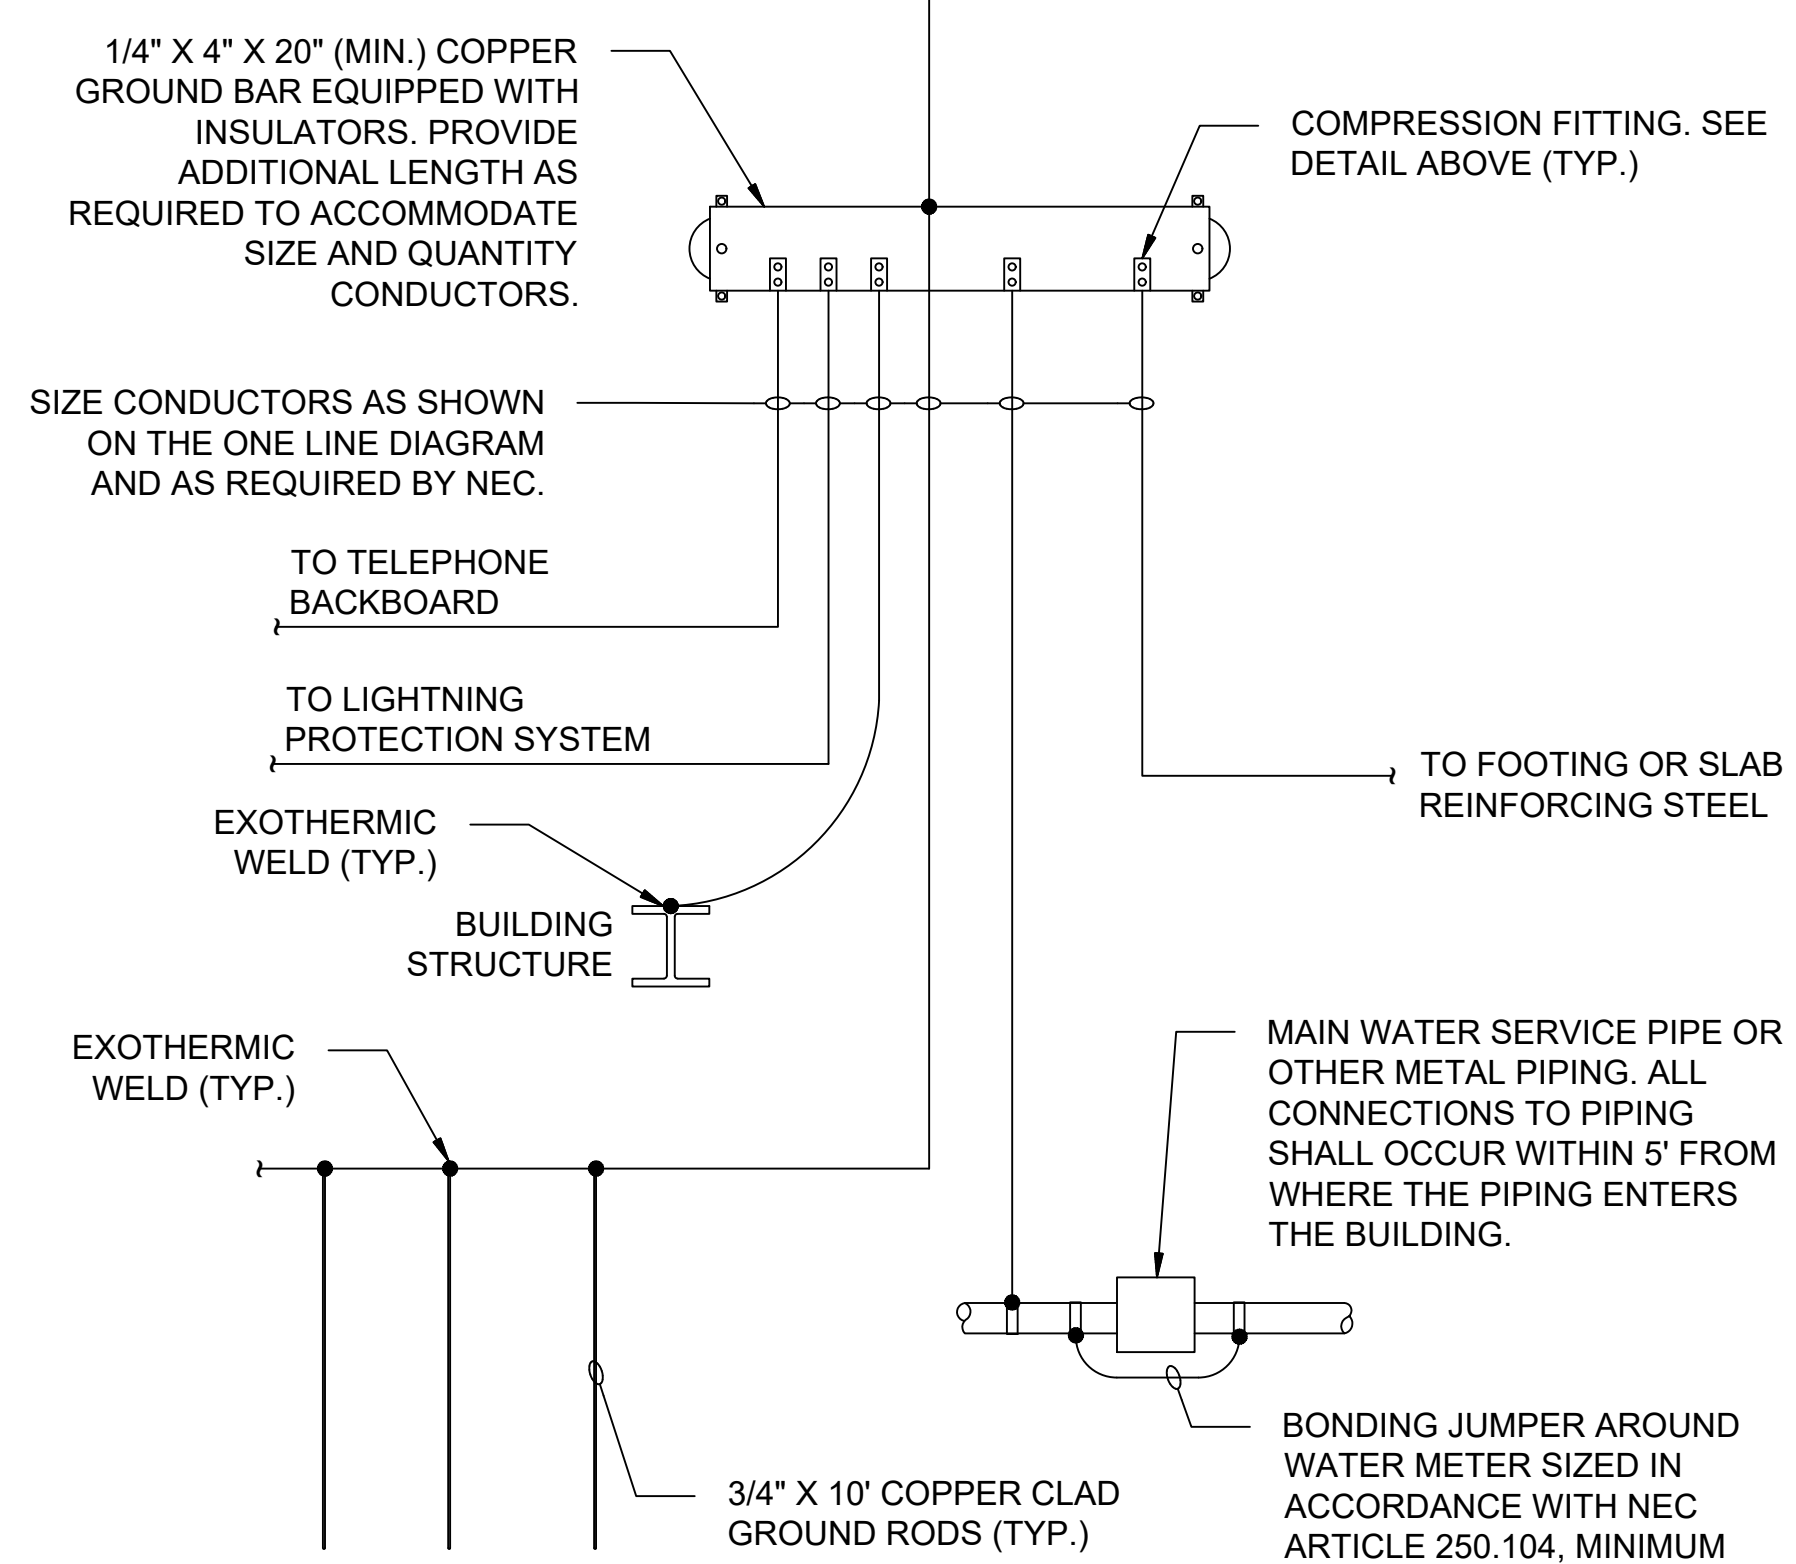 1/4" X 4" X 20" (MIN.) COPPER
GROUND BAR EQUIPPED WITH
INSULATORS. PROVIDE
ADDITIONAL LENGTH AS
REQUIRED TO ACCOMMODATE
SIZE AND QUANTITY
CONDUCTORS.
COMPRESSION FITTING. SEE
DETAIL ABOVE (TYP.)
SIZE CONDUCTORS AS SHOWN
ON THE ONE LINE DIAGRAM
AND AS REQUIRED BY NEC.
TO TELEPHONE
BACKBOARD
TO LIGHTNING
PROTECTION SYSTEM
TO FOOTING OR SLAB
REINFORCING STEEL
EXOTHERMIC
WELD (TYP.)
BUILDING
STRUCTURE
EXOTHERMIC
WELD (TYP.)
MAIN WATER SERVICE PIPE OR
OTHER METAL PIPING. ALL
CONNECTIONS TO PIPING
SHALL OCCUR WITHIN 5' FROM
WHERE THE PIPING ENTERS
THE BUILDING.
3/4" X 10' COPPER CLAD
GROUND RODS (TYP.)
BONDING JUMPER AROUND
WATER METER SIZED IN
ACCORDANCE WITH NEC
ARTICLE 250.104, MINIMUM